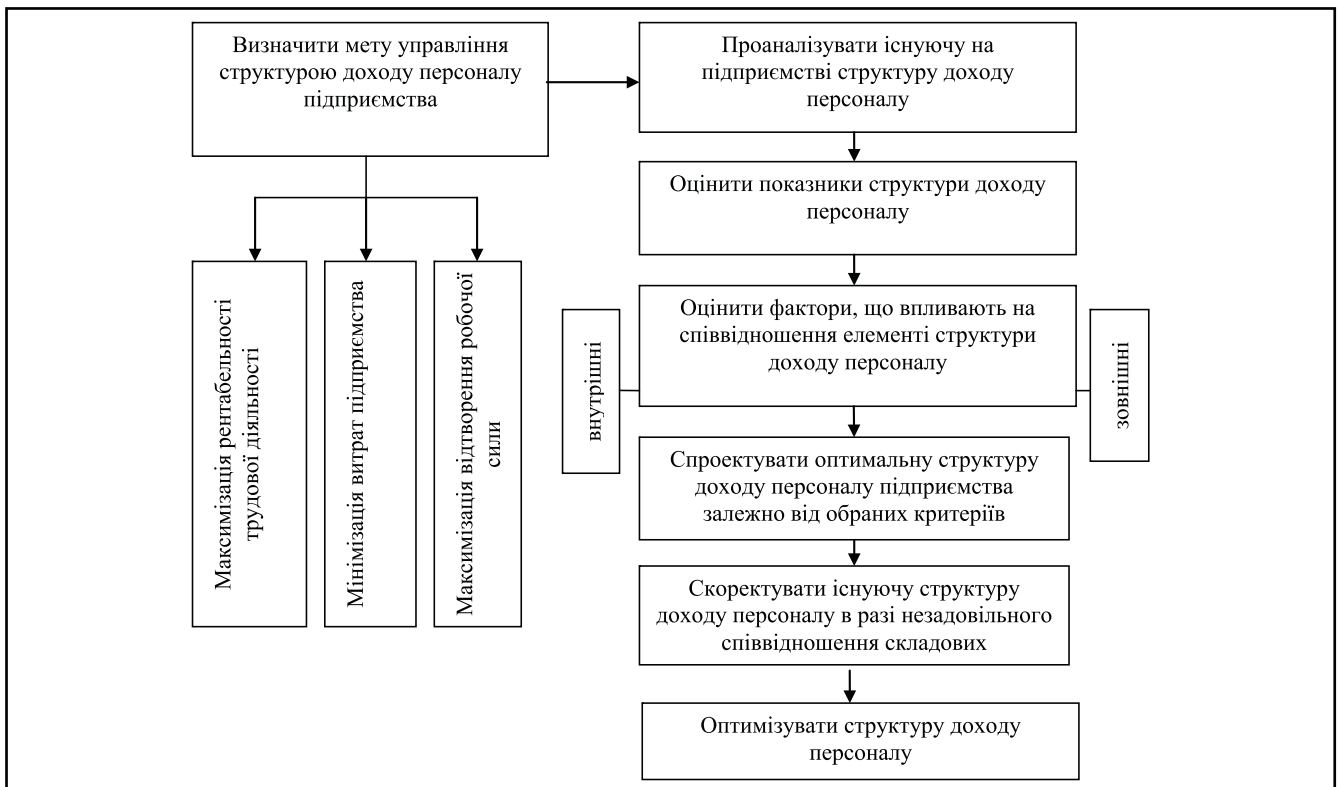 Визначити мету управління
структурою доходу персоналу
підприємства
Проаналізувати існуючу на
підприємстві структуру доходу
персоналу
Оцінити показники структури доходу
персоналу
Максимізація рентабельності
трудової діяльності
Мінімізація витрат підприємства
Максимізація відтворення робочої
сили
внутрішні
Оцінити фактори, що впливають на
співвідношення елементі структури
доходу персоналу
зовнішні
Спроектувати оптимальну структуру
доходу персоналу підприємства
залежно від обраних критеріїв
Скоректувати існуючу структуру
доходу персоналу в разі незадовільного
співвідношення складових
Оптимізувати структуру доходу
персоналу